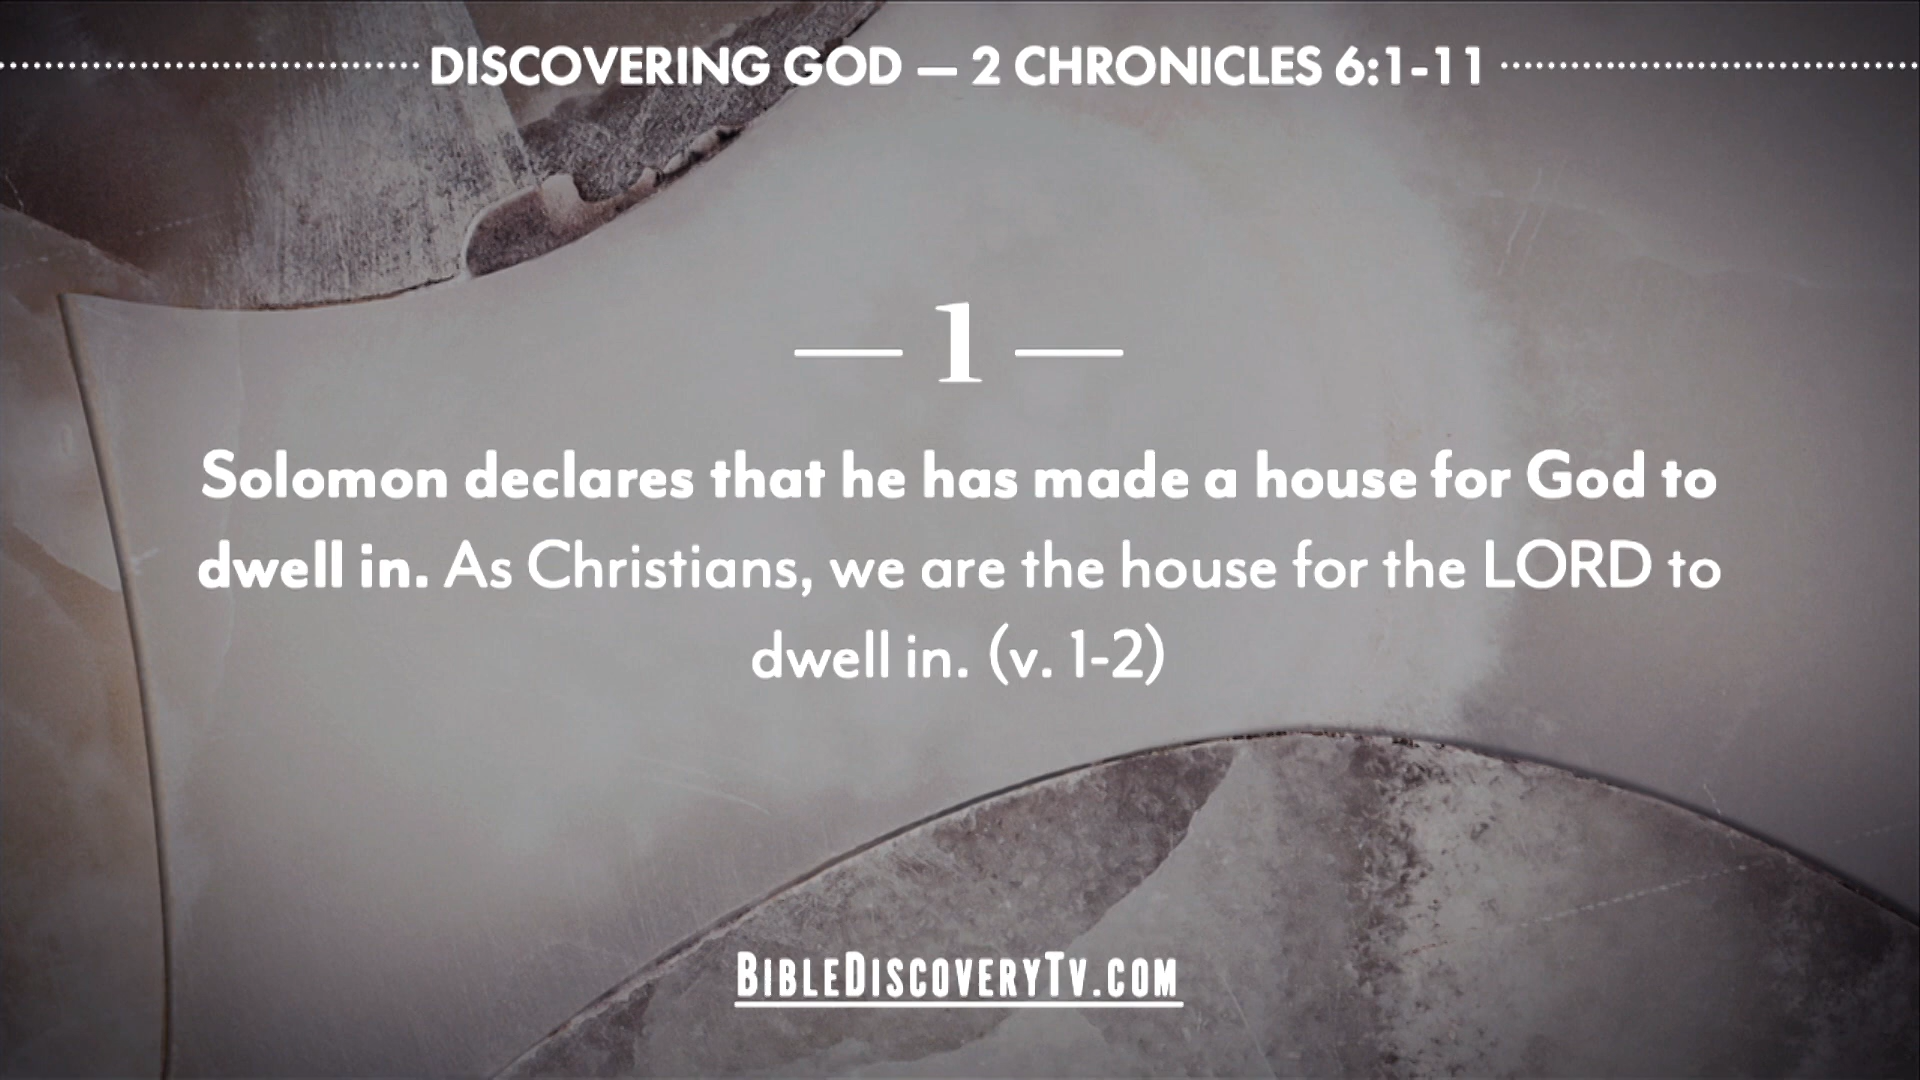 DISCOVERING GOD — 2 CHRONICLES 6:1-11
— 1 —
Solomon declares that he has made a house for God to
dwell in. As Christians, we are the house for the LORD to
dwell in. (v. 1-2)
BIBLEDISCOVERYTV.COM